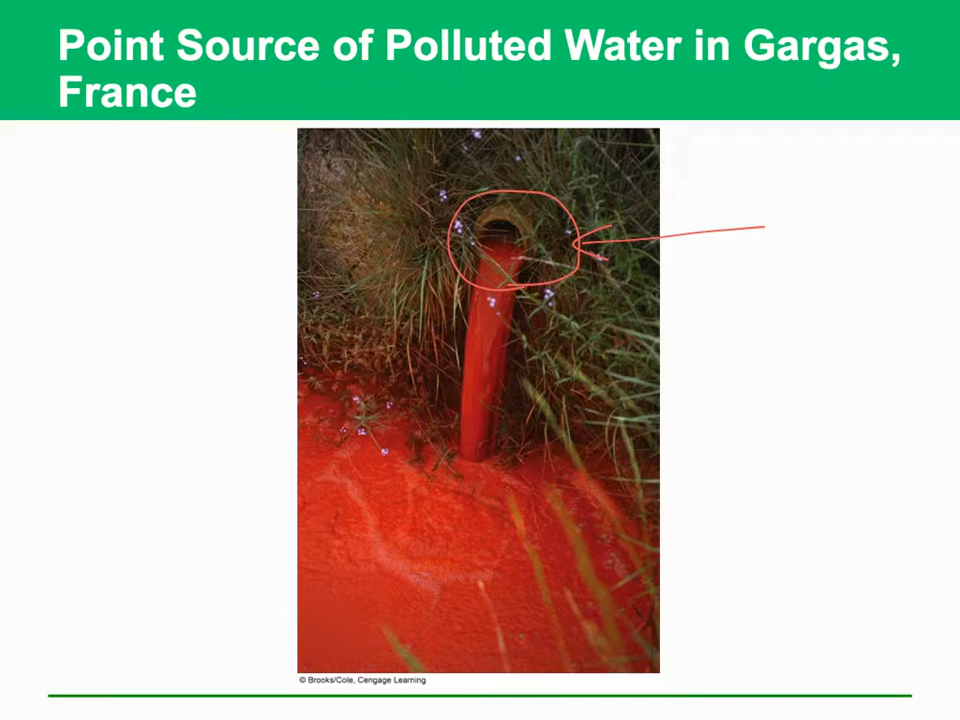 Point Source of Polluted Water in Gargas,
France
© Brooks/Cole, Cengage Learning